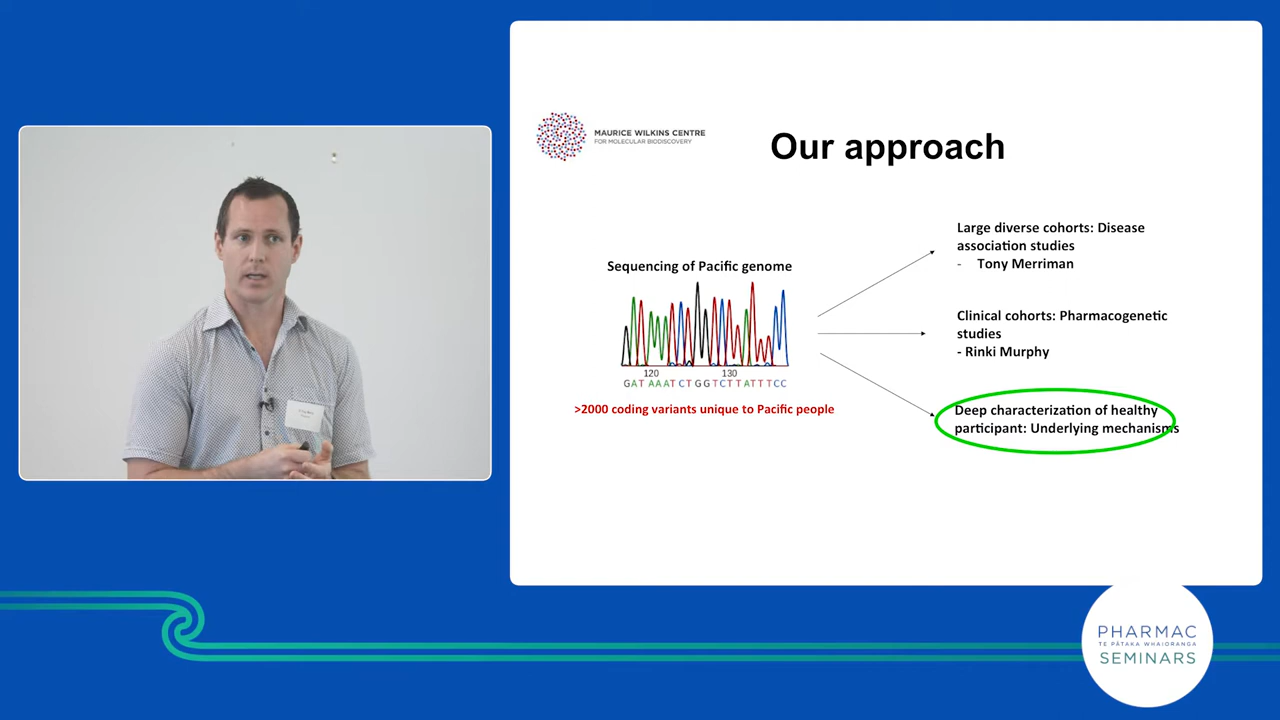 MAURICE WILKINS CENTRE
FOR MOLECULAR BIODISCOVERY
Our approach
Sequencing of Pacific genome
120 130
GATAAATCTGGTCTTATTTCC
>2000 coding variants unique to Pacific people
Large diverse cohorts: Disease
association studies
- Tony Merriman
Clinical cohorts: Pharmacogenetic
studies
- Rinki Murphy
Deep characterization of healthy
participant: Underlying mechanisms
PHARMAC
TE PĀTAKA WHAIORANGA
SEMINARS